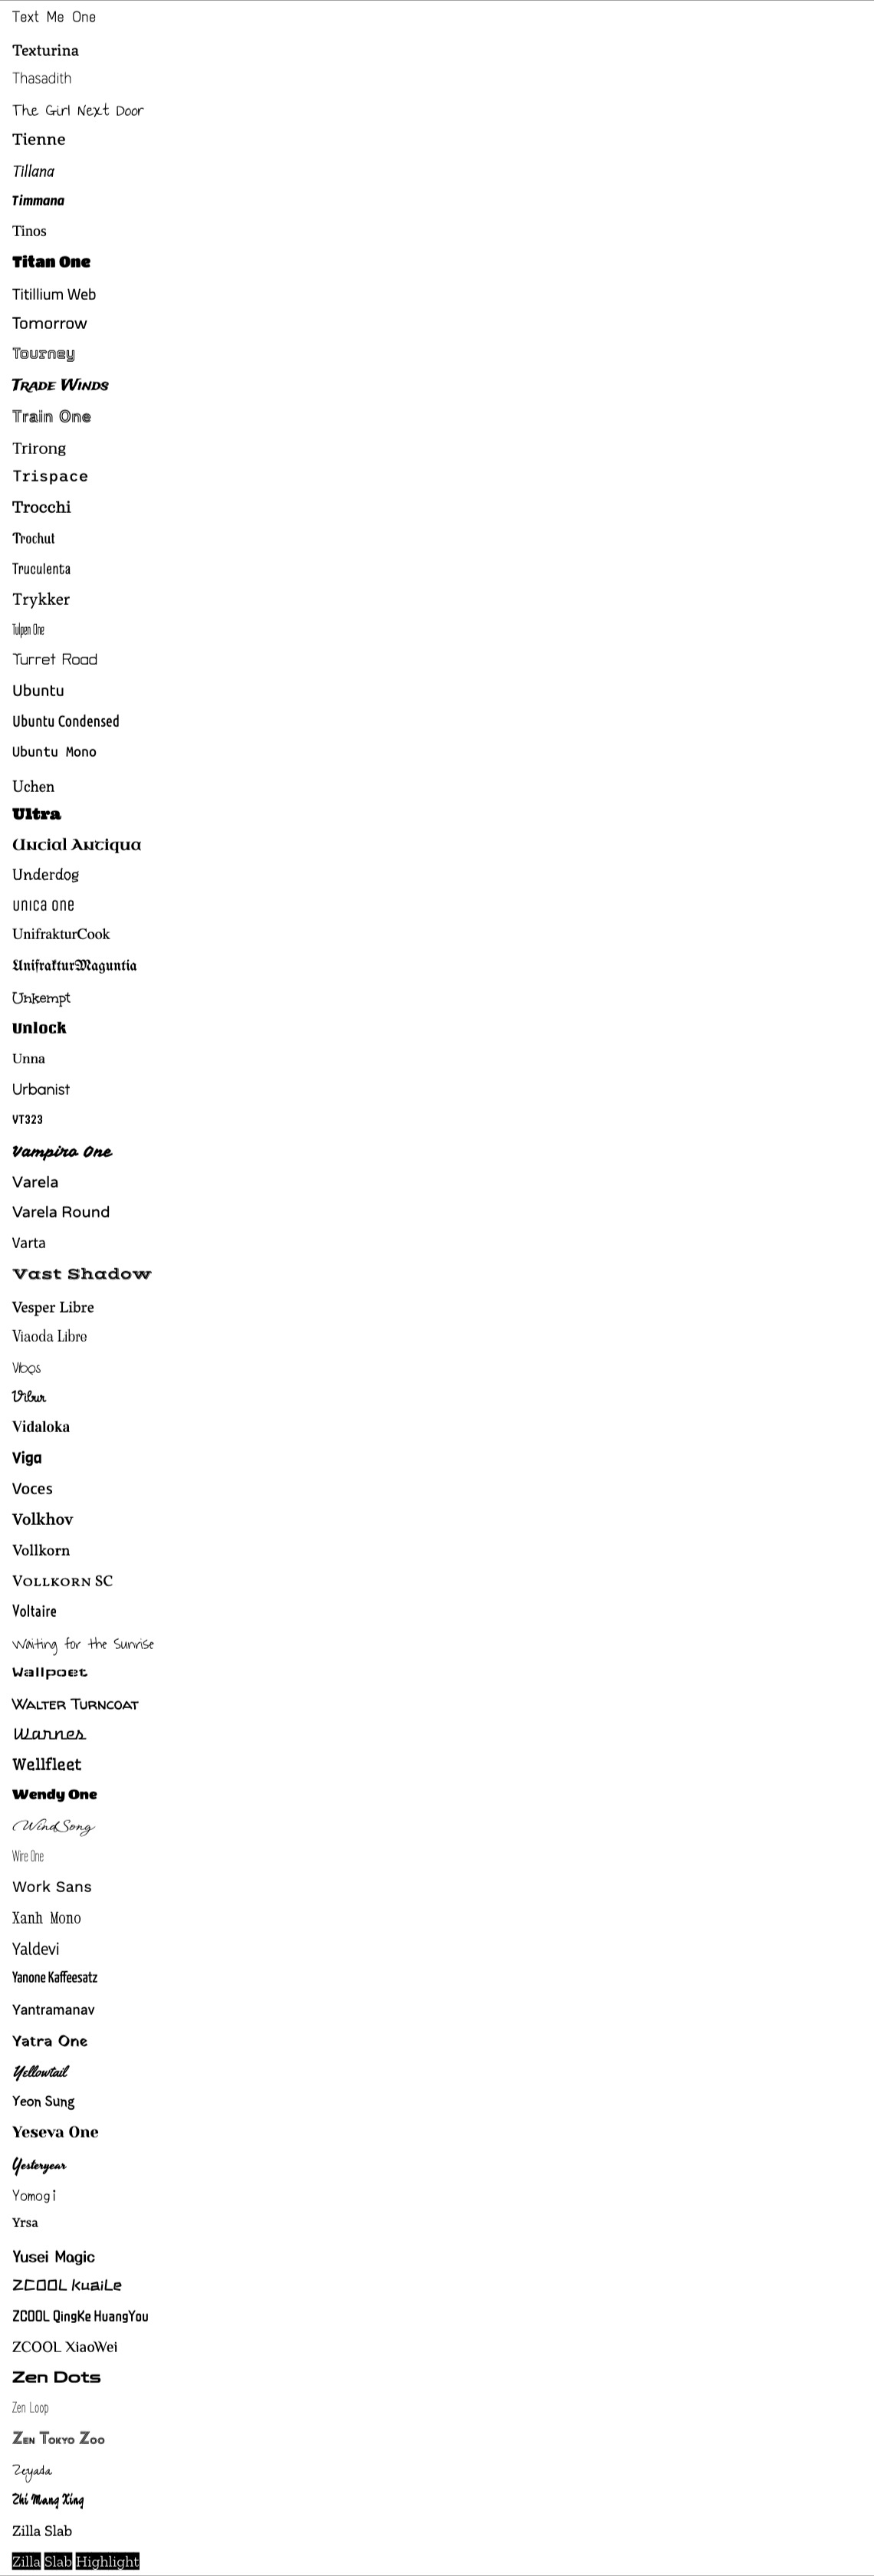 Text Me One
Texturina
Thasadith
The Girl Next Door
Tienne
Tillana
Timmana
Tinos
Titan One
Titillium Web
Tomorrow
Tourney
Trade Winds
Train One
Trirong
Trispace
Trocchi
Trochut
Truculenta
Trykker
Tulpen One
Turret Road
Ubuntu
Ubuntu Condensed
Ubuntu Mono
Uchen
Ultra
Uncial Antiqua
Underdog
Unica One
UnifrakturCook
UnifrakturMaguntia
Unkempt
Unlock
Unna
Urbanist
VT323
Vampiro One
Varela
Varela Round
Varta
Vast Shadow
Vesper Libre
Viaoda Libre
Vibes
Vibur
Vidaloka
Viga
Voces
Volkhov
Vollkorn
Vollkorn SC
Voltaire
Waiting for the Sunrise
Wallpoet
Walter Turncoat
Warnes
Wellfleet
Wendy One
WindSong
Wire One
Work Sans
Xanh Mono
Yaldevi
Yanone Kaffeesatz
Yantramanav
Yatra One
Yellowtail
Yeon Sung
Yeseva One
Yesteryear
Yomogi
Yrsa
Yusei Magic
ZCOOL KuaiLe
ZCOOL QingKe HuangYou
ZCOOL XiaoWei
Zen Dots
Zen Loop
Zen Tokyo Zoo
Zeyada
Zhi Mang Xing
Zilla Slab
Zilla Slab Highlight